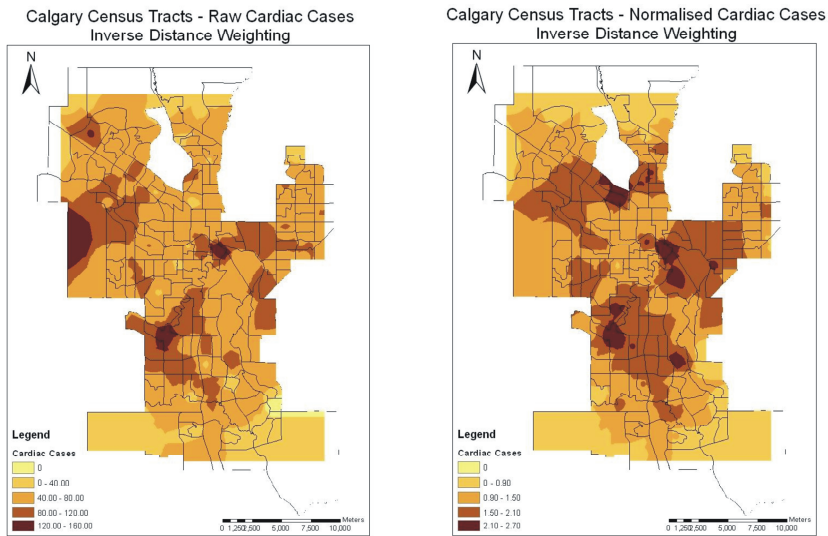 Calgary Census Tracts - Raw Cardiac Cases
Inverse Distance Weighting
N
Legend
Cardiac Cases
0
0 - 40.00
40.00 - 80.00
80.00 - 120.00
120.00 - 160.00
0 1,250 2,500 5,000 7,500 10,000
Meters
Calgary Census Tracts - Normalised Cardiac Cases
Inverse Distance Weighting
N
Legend
Cardiac Cases
0
0 - 0.90
0.90 - 1.50
1.50 - 2.10
2.10 - 2.70
0 1,250 2,500 5,000 7,500 10,000
Meters